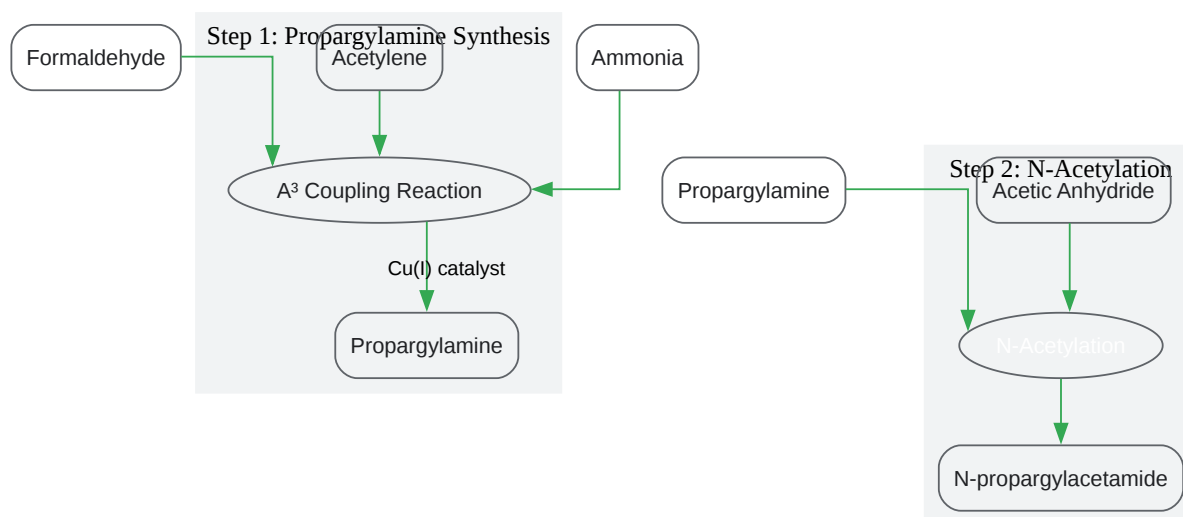 Step 1: Propargylamine Synthesis
Formaldehyde
Acetylene
Ammonia
A³ Coupling Reaction
Cu(I) catalyst
Propargylamine
Step 2: N-Acetylation
Propargylamine
Acetic Anhydride
N-Acetylation
N-propargylacetamide